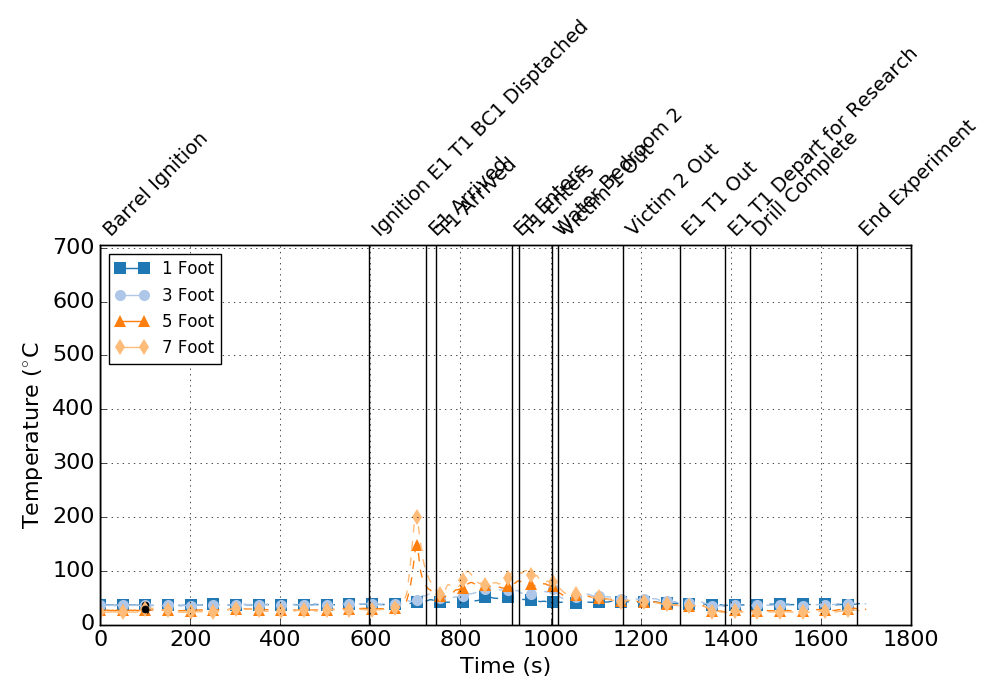 Barrel Ignition
Ignition E1 T1 BC1 Disptached
E1 Arrived
T1 Arrived
E1 Enters
T1 Enters
Water Bedroom 2
Victim 1 Out
Victim 2 Out
E1 T1 Out
E1 T1 Depart for Research
Drill Complete
End Experiment
700
600
500
400
300
200
100
0
Temperature (°C
1 Foot
3 Foot
5 Foot
7 Foot
0 200 400 600 800 1000 1200 1400 1600 1800
Time (s)